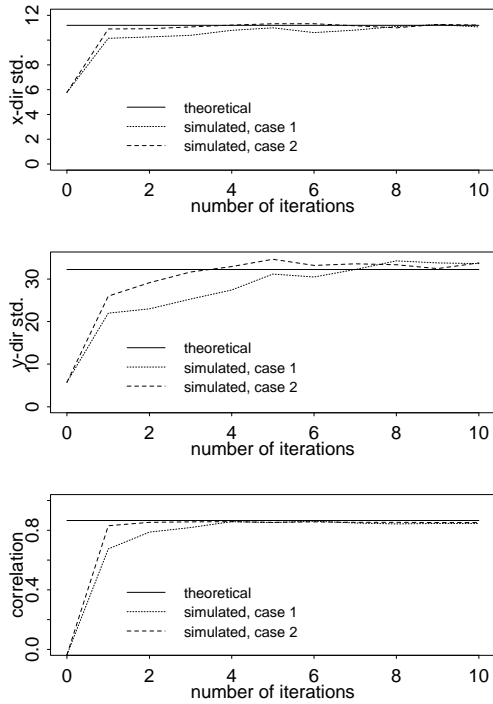 x-dir std.
12
10
8
6
4
2
0
theoretical
simulated, case 1
simulated, case 2
0 2 4 6 8 10
number of iterations
y-dir std.
30
20
10
0
theoretical
simulated, case 1
simulated, case 2
0 2 4 6 8 10
number of iterations
correlation
0.8
0.4
0.0
theoretical
simulated, case 1
simulated, case 2
0 2 4 6 8 10
number of iterations